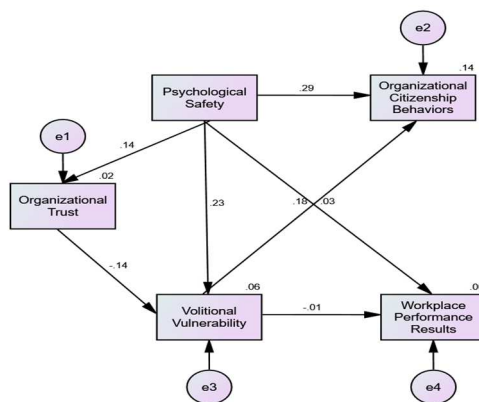 e2
.14
Psychological
Safety
.29
Organizational
Citizenship
Behaviors
e1
.14
.02
Organizational
Trust
.23
.18
.03
-.14
.06
Volitional
Vulnerability
-.01
Workplace
Performance
Results
e3
e4